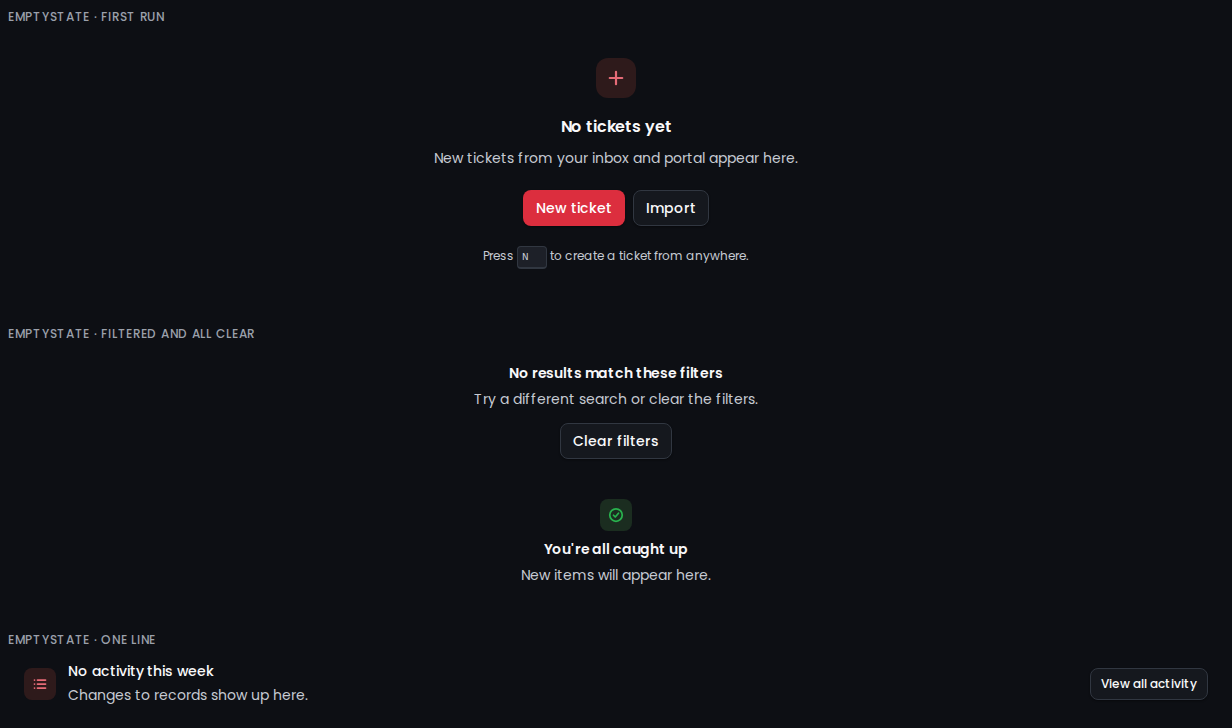 EMPTYSTATE · FIRST RUN
No tickets yet
New tickets from your inbox and portal appear here.
New ticket
Import
Press N to create a ticket from anywhere.
EMPTYSTATE · FILTERED AND ALL CLEAR
No results match these filters
Try a different search or clear the filters.
Clear filters
You're all caught up
New items will appear here.
EMPTYSTATE · ONE LINE
No activity this week
Changes to records show up here.
View all activity